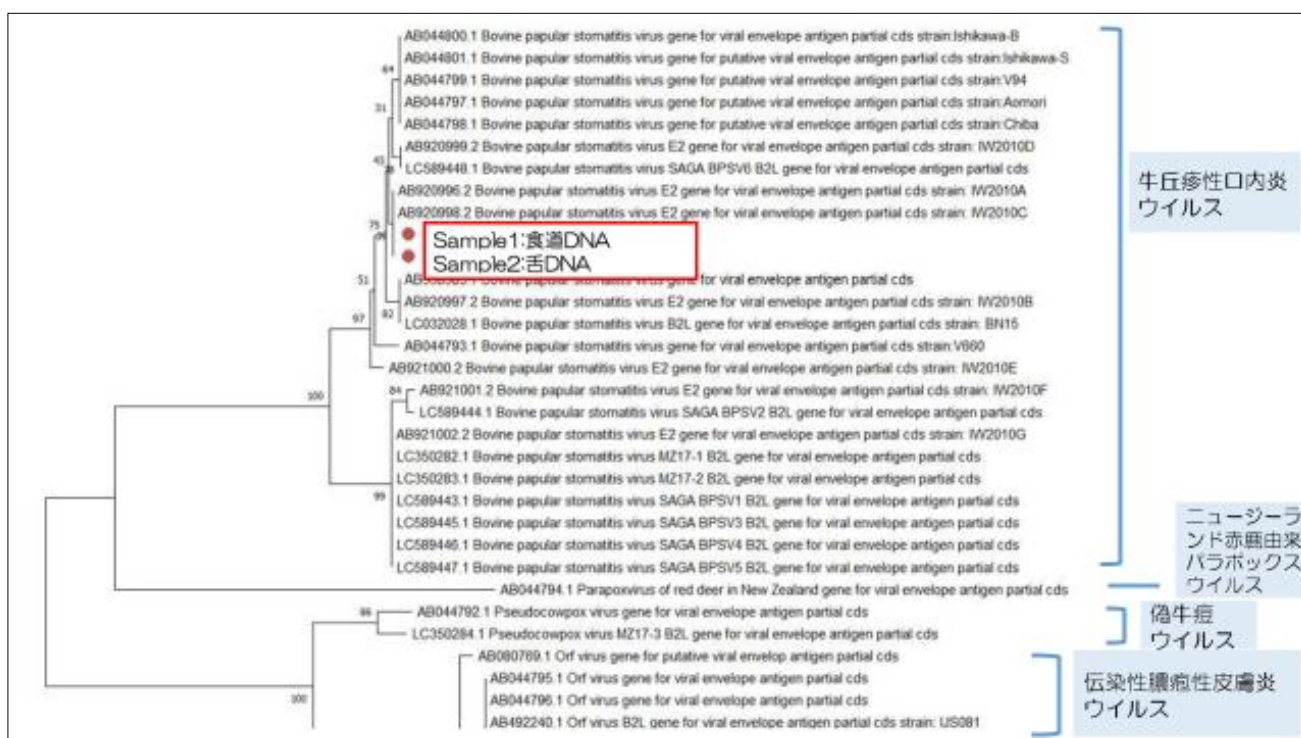 AB044800.1 Bovine papular stomatitis virus gene for viral envelope antigen partial cds strain:Ishikawa-B
AB044801.1 Bovine papular stomatitis virus gene for putative viral envelope antigen partial cds strain:Ishikawa-S
64
AB044799.1 Bovine papular stomatitis virus gene for putative viral envelope antigen partial cds strain:V94
31
AB044797.1 Bovine papular stomatitis virus gene for putative viral envelope antigen partial cds strain:Aomori
AB044798.1 Bovine papular stomatitis virus gene for putative viral envelope antigen partial cds strain:Chiba
AB920999.2 Bovine papular stomatitis virus E2 gene for viral envelope antigen partial cds strain: IW2010D
LC589448.1 Bovine papular stomatitis virus SAGA BPSV6 B2L gene for viral envelope antigen partial cds
AB920996.2 Bovine papular stomatitis virus E2 gene for viral envelope antigen partial cds strain: IW2010A
AB920998.2 Bovine papular stomatitis virus E2 gene for viral envelope antigen partial cds strain: IW2010C
牛丘疹性口内炎
ウイルス
Sample1:食道DNA
Sample2:舌DNA
virus gene for viral envelope antigen partial cds
51
AB920997.2 Bovine papular stomatitis virus E2 gene for viral envelope antigen partial cds strain: IW2010B
82
LC032028.1 Bovine papular stomatitis virus B2L gene for viral envelope antigen partial cds strain: BN15
97
AB044793.1 Bovine papular stomatitis virus gene for viral envelope antigen partial cds strain:V660
AB921000.2 Bovine papular stomatitis virus E2 gene for viral envelope antigen partial cds strain: IW2010E
84
AB921001.2 Bovine papular stomatitis virus E2 gene for viral envelope antigen partial cds strain: IW2010F
100
LC589444.1 Bovine papular stomatitis virus SAGA BPSV2 B2L gene for viral envelope antigen partial cds
AB921002.2 Bovine papular stomatitis virus E2 gene for viral envelope antigen partial cds strain: IW2010G
LC350282.1 Bovine papular stomatitis virus MZ17-1 B2L gene for viral envelope antigen partial cds
LC350283.1 Bovine papular stomatitis virus MZ17-2 B2L gene for viral envelope antigen partial cds
99
LC589443.1 Bovine papular stomatitis virus SAGA BPSV1 B2L gene for viral envelope antigen partial cds
LC589445.1 Bovine papular stomatitis virus SAGA BPSV3 B2L gene for viral envelope antigen partial cds
LC589446.1 Bovine papular stomatitis virus SAGA BPSV4 B2L gene for viral envelope antigen partial cds
LC589447.1 Bovine papular stomatitis virus SAGA BPSV5 B2L gene for viral envelope antigen partial cds
ニュージーラ
ンド赤鹿由来
パラポックス
ウイルス
AB044794.1 Parapoxvirus of red deer in New Zealand gene for viral envelope antigen partial cds
AB044792.1 Pseudocowpox virus gene for viral envelope antigen partial cds
LC350284.1 Pseudocowpox virus MZ17-3 B2L gene for viral envelope antigen partial cds
偽牛痘
ウイルス
AB080769.1 Orf virus gene for putative viral envelop antigen partial cds
AB044795.1 Orf virus gene for viral envelope antigen partial cds
100
AB044796.1 Orf virus gene for viral envelope antigen partial cds
AB492240.1 Orf virus B2L gene for viral envelope antigen partial cds strain: IJS081
伝染性膿疱性皮膚炎
ウイルス